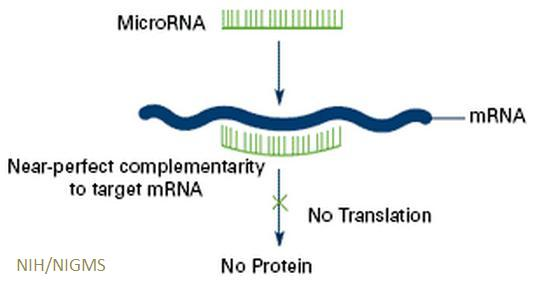 MicroRNA
mRNA
Near-perfect complementarity
to target mRNA
No Translation
No Protein
NIH/NIGMS